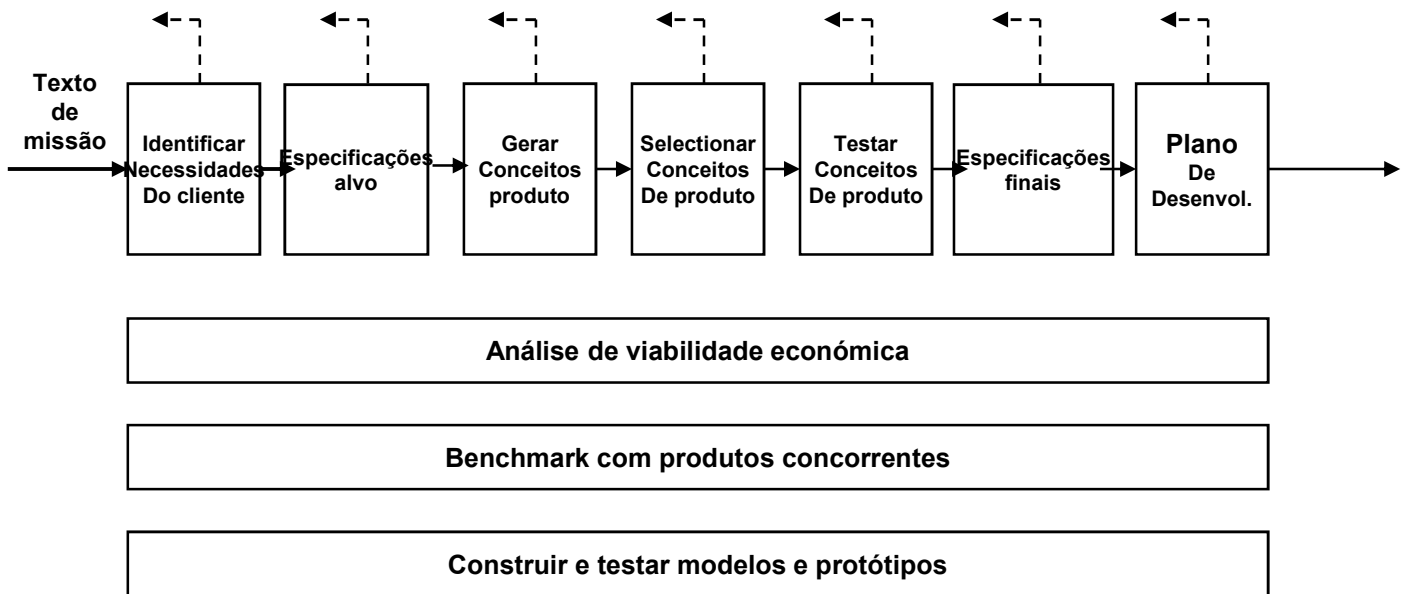 Texto
de
missão
Identificar
Necessidades
Do cliente
Especificações
alvo
Gerar
Conceitos
produto
Selectionar
Conceitos
De produto
Testar
Conceitos
De produto
Especificações
finais
Plano
De
Desenvol.
Análise de viabilidade económica
Benchmark com produtos concorrentes
Construir e testar modelos e protótipos